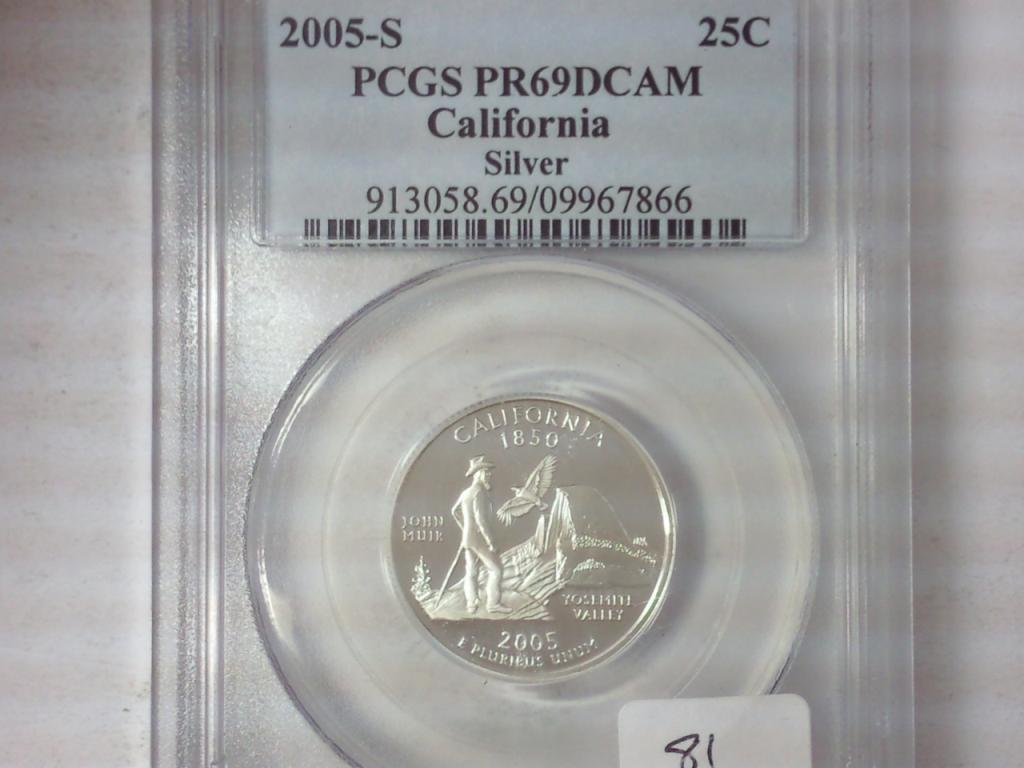 2005-S 25C
PCGS PR69DCAM
California
Silver
913058.69/09967866
CALIFORNIA
1850
JOHN
MUIR
YOSEMITE
VALLEY
2005
E PLURIBUS UNUM
81